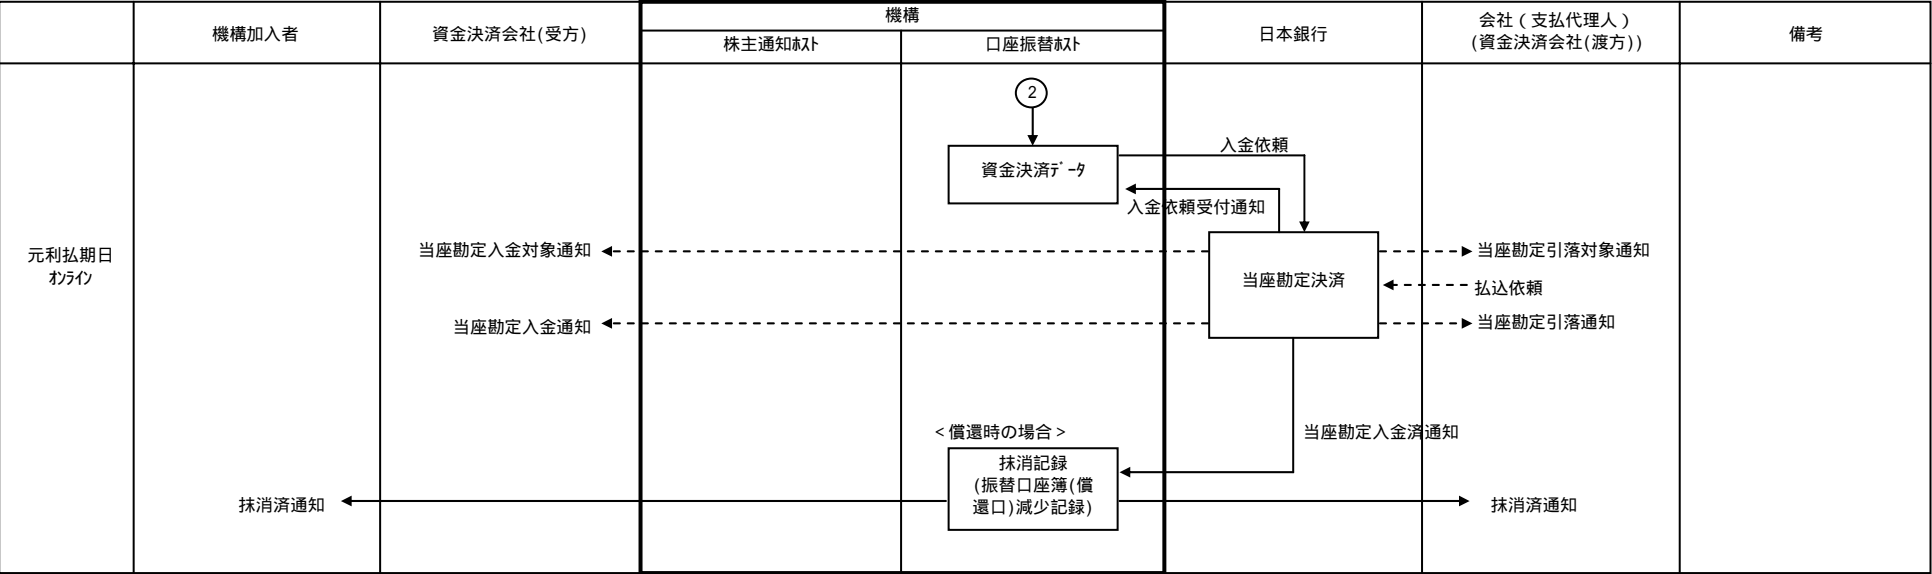 機構加入者
資金決済会社(受方)
機構
株主通知ﾎｽﾄ
口座振替ﾎｽﾄ
日本銀行
会社（支払代理人）
(資金決済会社(渡方))
備考
元利払期日
ｵﾝﾗｲﾝ
2
資金決済ﾃﾞｰﾀ
入金依頼
入金依頼受付通知
当座勘定入金対象通知
当座勘定決済
当座勘定引落対象通知
払込依頼
当座勘定入金通知
当座勘定引落通知
＜償還時の場合＞
当座勘定入金済通知
抹消記録
(振替口座簿(償
還口)減少記録)
抹消済通知
抹消済通知